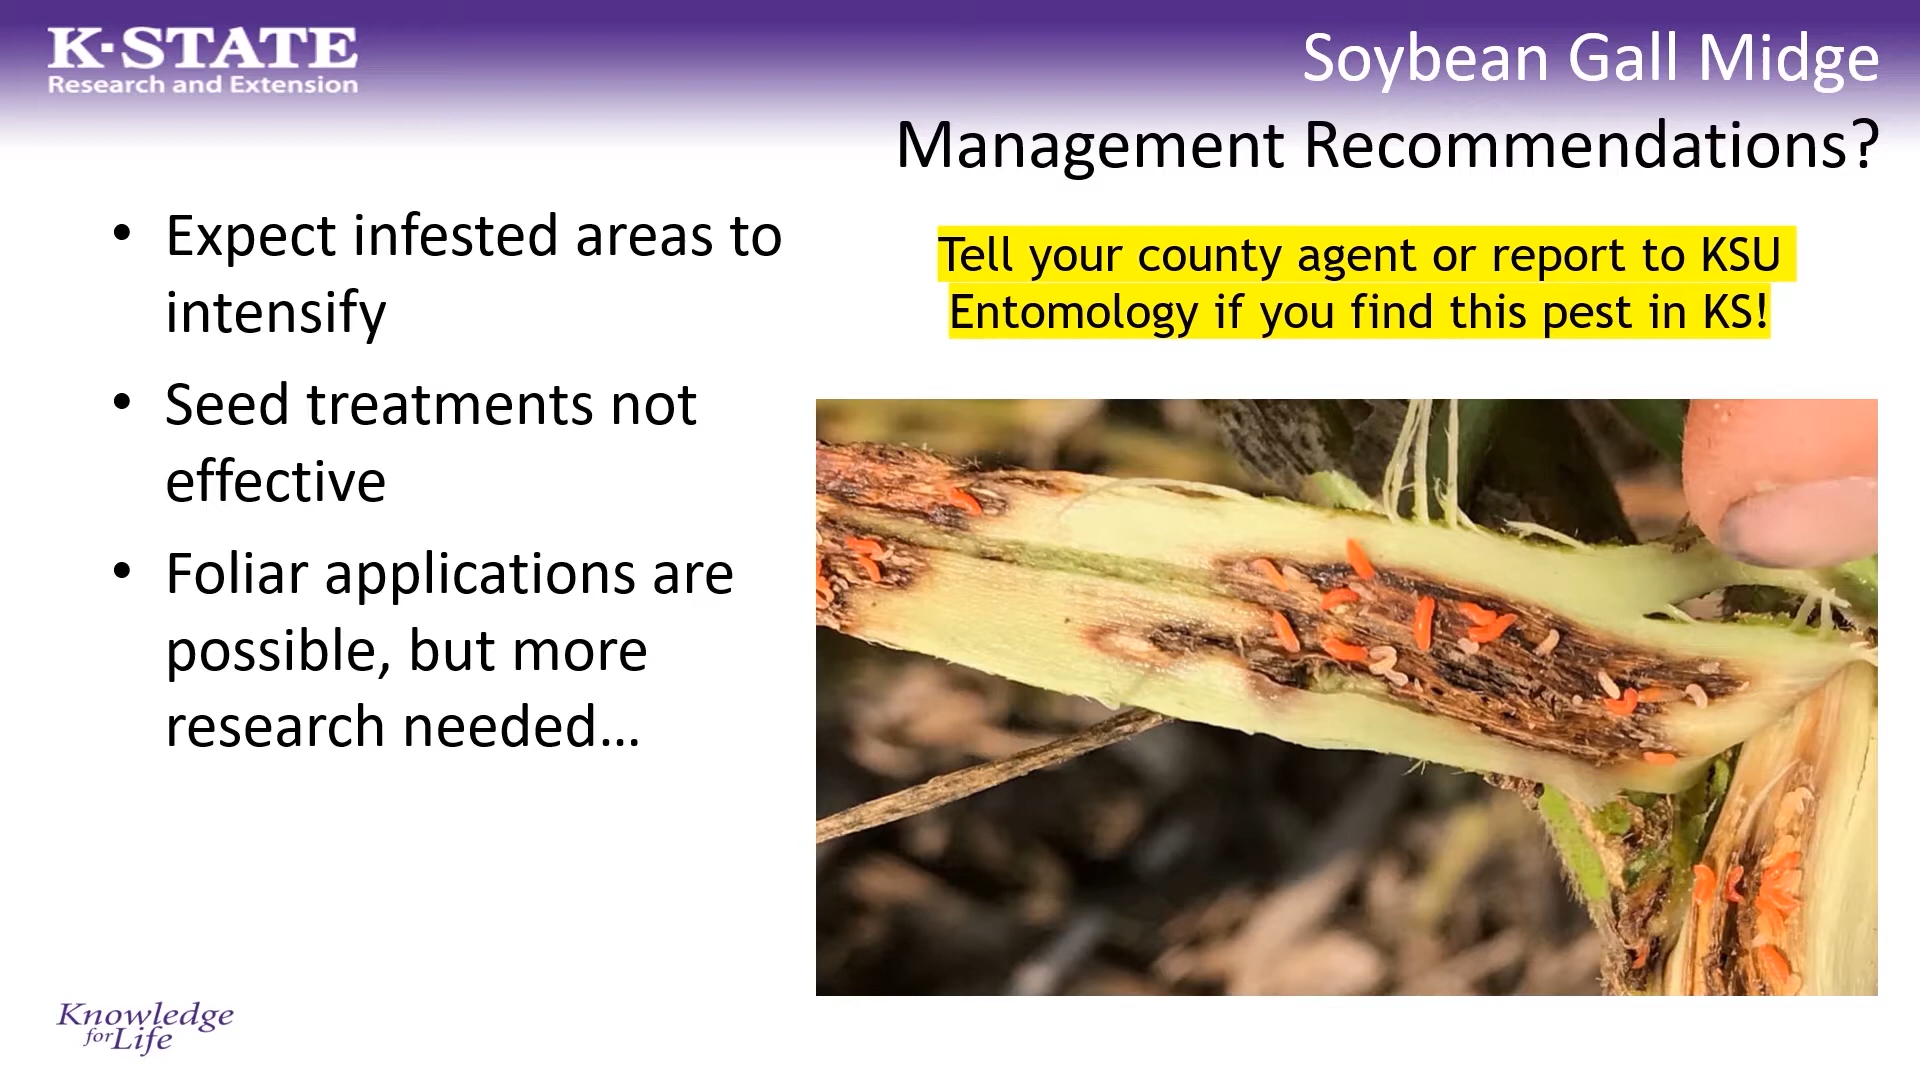 K-STATE
Research and Extension
Soybean Gall Midge
Management Recommendations?
• Expect infested areas to
intensify
• Seed treatments not
effective
• Foliar applications are
possible, but more
research needed...
Tell your county agent or report to KSU
Entomology if you find this pest in KS!
Knowledge
for Life